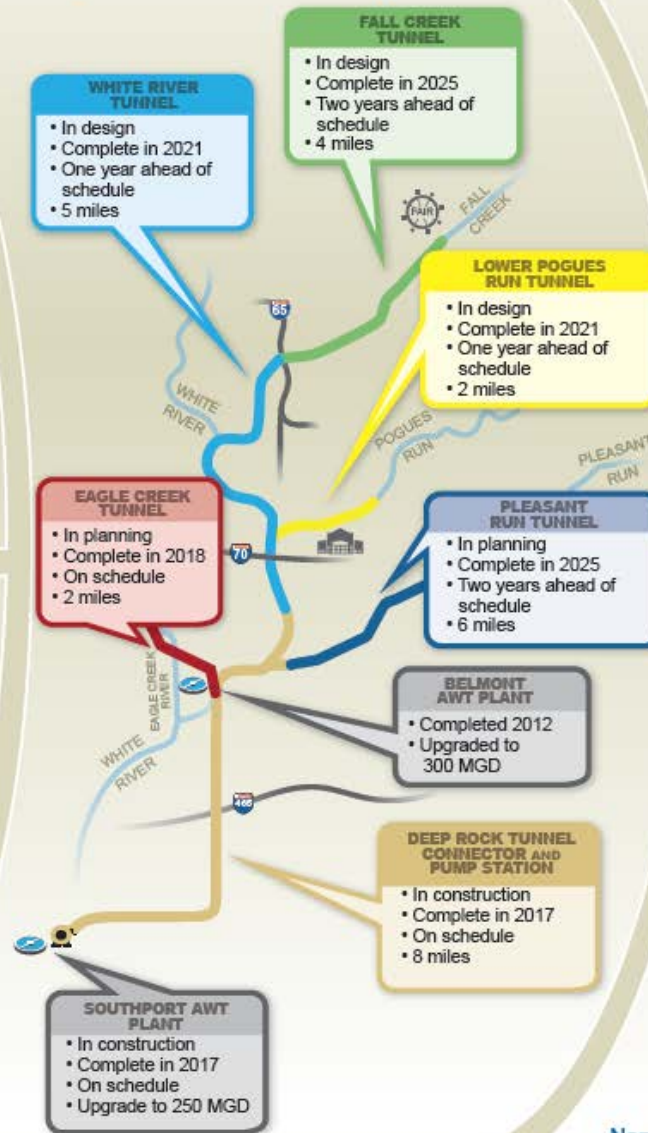 FALL CREEK
TUNNEL
• In design
• Complete in 2025
• Two years ahead of
schedule
• 4 miles
WHITE RIVER
TUNNEL
• In design
• Complete in 2021
• One year ahead of
schedule
• 5 miles
FAIR
FALL
CREEK
LOWER POGUES
RUN TUNNEL
• In design
• Complete in 2021
• One year ahead of
schedule
• 2 miles
65
WHITE
RIVER
POGUES
RUN
PLEASANT
RUN
EAGLE CREEK
TUNNEL
• In planning
• Complete in 2018
• On schedule
• 2 miles
70
PLEASANT
RUN TUNNEL
• In planning
• Complete in 2025
• Two years ahead of
schedule
• 6 miles
EAGLE CREEK
RIVER
WHITE
RIVER
BELMONT
AWT PLANT
• Completed 2012
• Upgraded to
300 MGD
465
DEEP ROCK TUNNEL
CONNECTOR AND
PUMP STATION
• In construction
• Complete in 2017
• On schedule
• 8 miles
SOUTHPORT AWT
PLANT
• In construction
• Complete in 2017
• On schedule
• Upgrade to 250 MGD